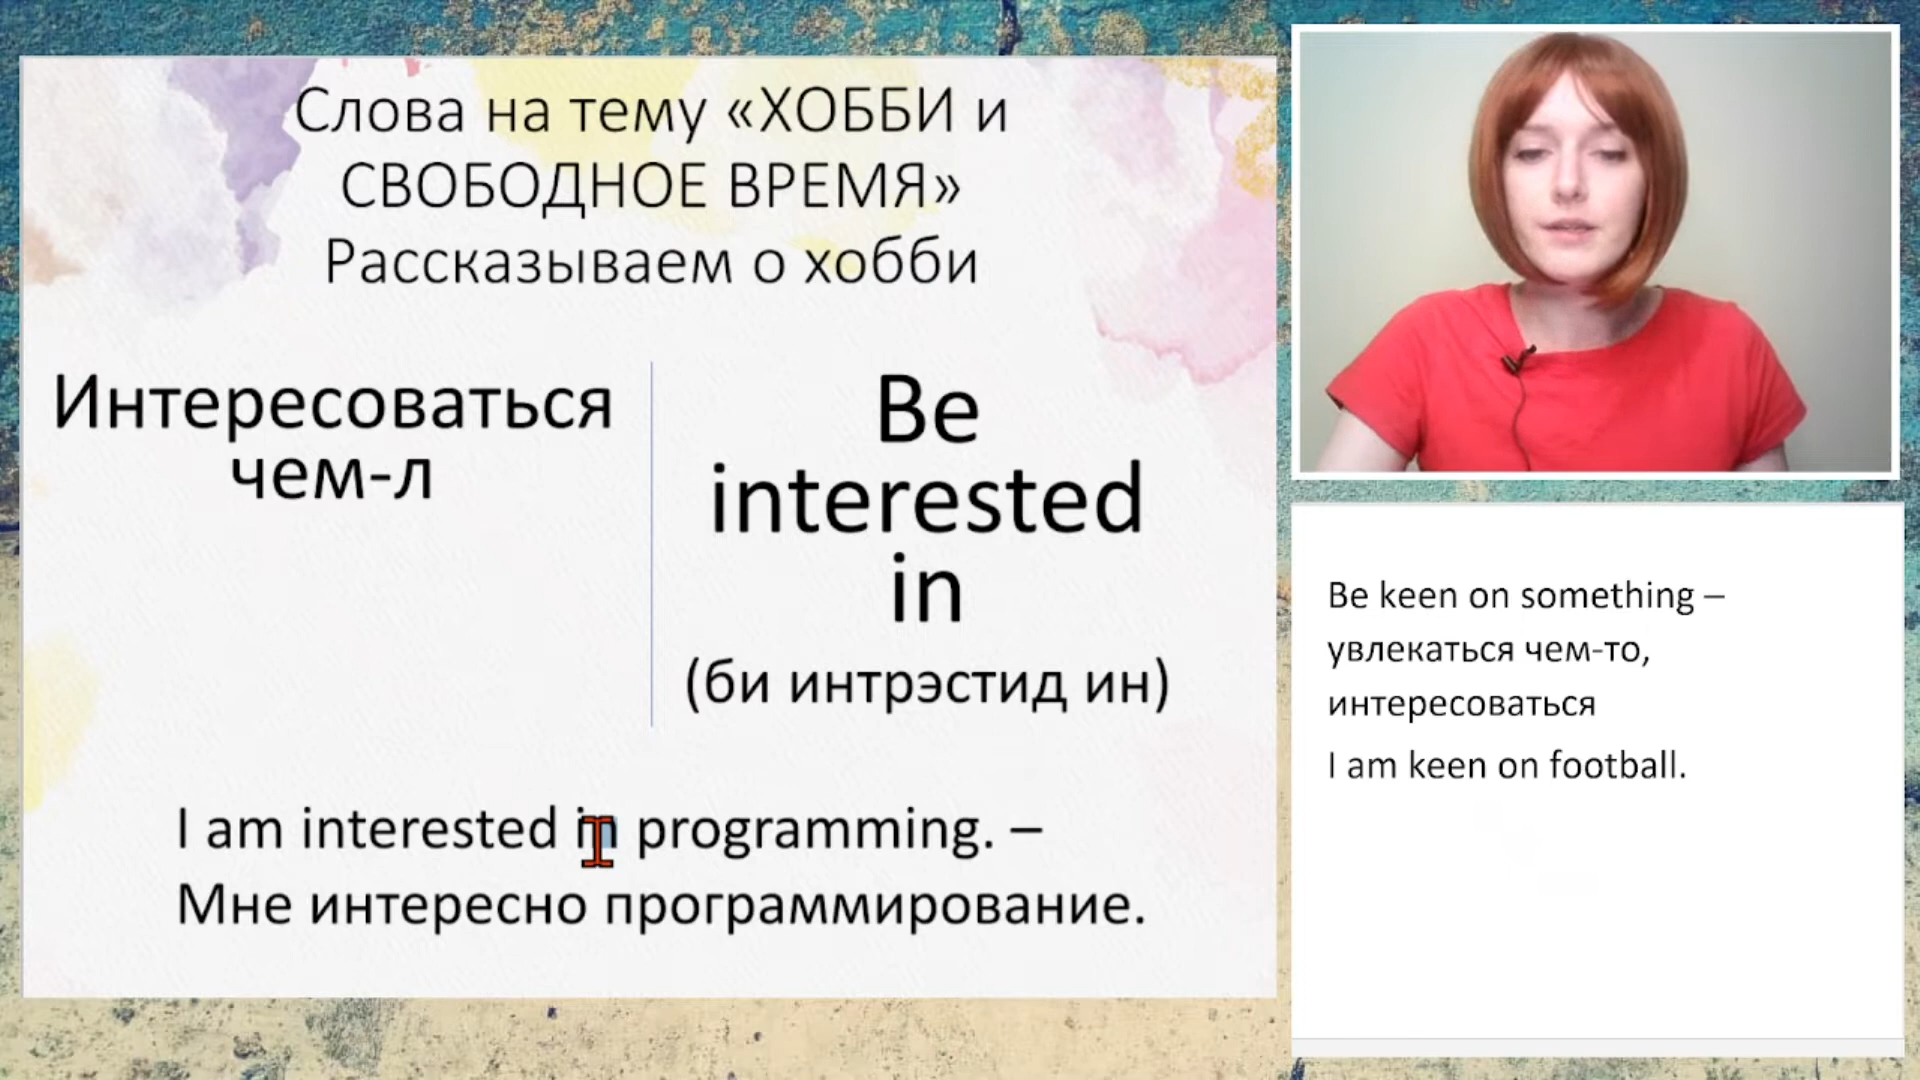 Слова на тему «ХОББИ и
СВОБОДНОЕ ВРЕМЯ»
Рассказываем о хобби
Интересоваться
чем-л
Be
interested
in
(би интрэстид ин)
I am interested in programming. –
Мне интересно программирование.
Be keen on something –
увлекаться чем-то,
интересоваться
I am keen on football.